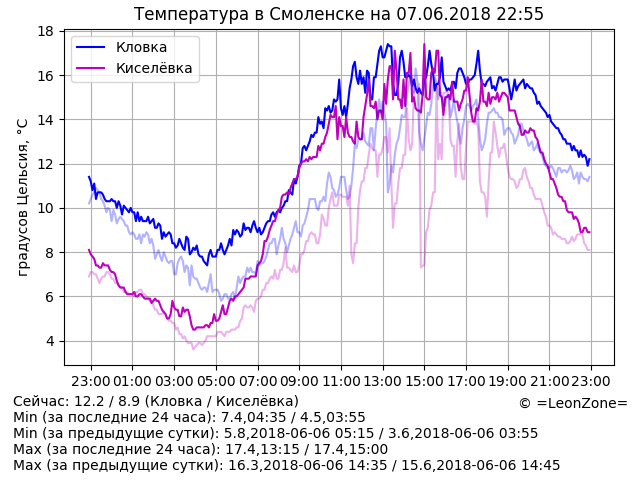 Температура в Смоленске на 07.06.2018 22:55
Кловка
Киселёвка
градусов Цельсия, °C
18
16
14
12
10
8
6
4
23:00 01:00 03:00 05:00 07:00 09:00 11:00 13:00 15:00 17:00 19:00 21:00 23:00
Сейчас: 12.2 / 8.9 (Кловка / Киселёвка)
© =LeonZone=
Min (за последние 24 часа): 7.4,04:35 / 4.5,03:55
Min (за предыдущие сутки): 5.8,2018-06-06 05:15 / 3.6,2018-06-06 03:55
Max (за последние 24 часа): 17.4,13:15 / 17.4,15:00
Max (за предыдущие сутки): 16.3,2018-06-06 14:35 / 15.6,2018-06-06 14:45